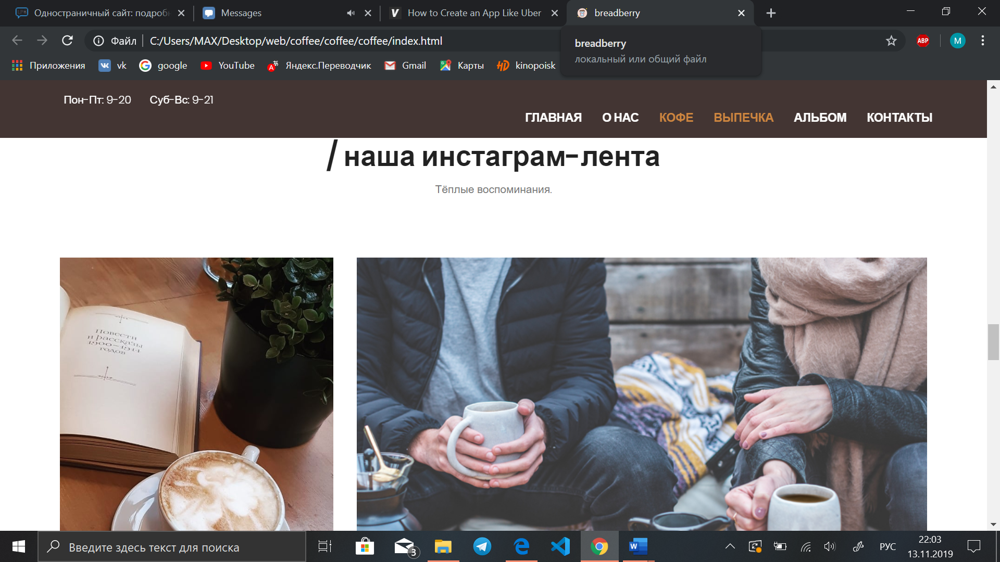 Одностраничный сайт: подробн
Messages
How to Create an App Like Uber
breadberry
Файл
C:/Users/MAX/Desktop/web/coffee/coffee/coffee/index.html
ABP
M
breadberry
локальный или общий файл
Приложения
vk
google
YouTube
Яндекс.Переводчик
Gmail
Карты
HD
kinopoisk
Пон-Пт: 9-20
Суб-Вс: 9-21
ГЛАВНАЯ
О НАС
КОФЕ
ВЫПЕЧКА
АЛЬБОМ
КОНТАКТЫ
/ наша инстаграм-лента
Тёплые воспоминания.
Повести
и рассказы
1900—1911
годов
Введите здесь текст для поиска
3
W
РУС
22:03
13.11.2019